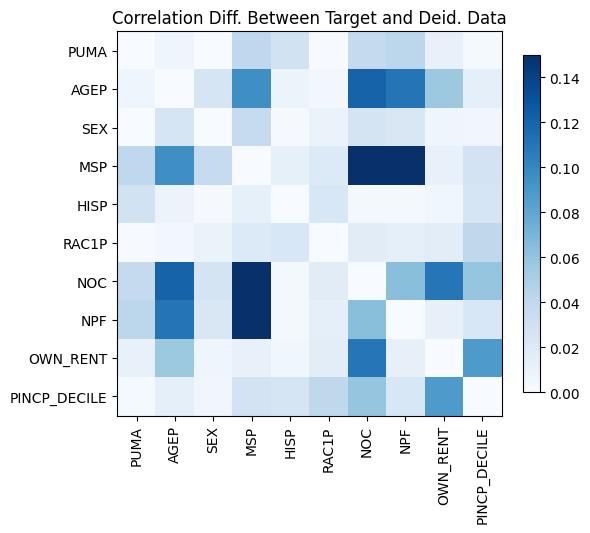 Correlation Diff. Between Target and Deid. Data
PUMA
AGEP
SEX
MSP
HISP
RAC1P
NOC
NPF
OWN_RENT
PINCP_DECILE
PUMA
AGEP
SEX
MSP
HISP
RAC1P
NOC
NPF
OWN_RENT
PINCP_DECILE
0.14
0.12
0.10
0.08
0.06
0.04
0.02
0.00